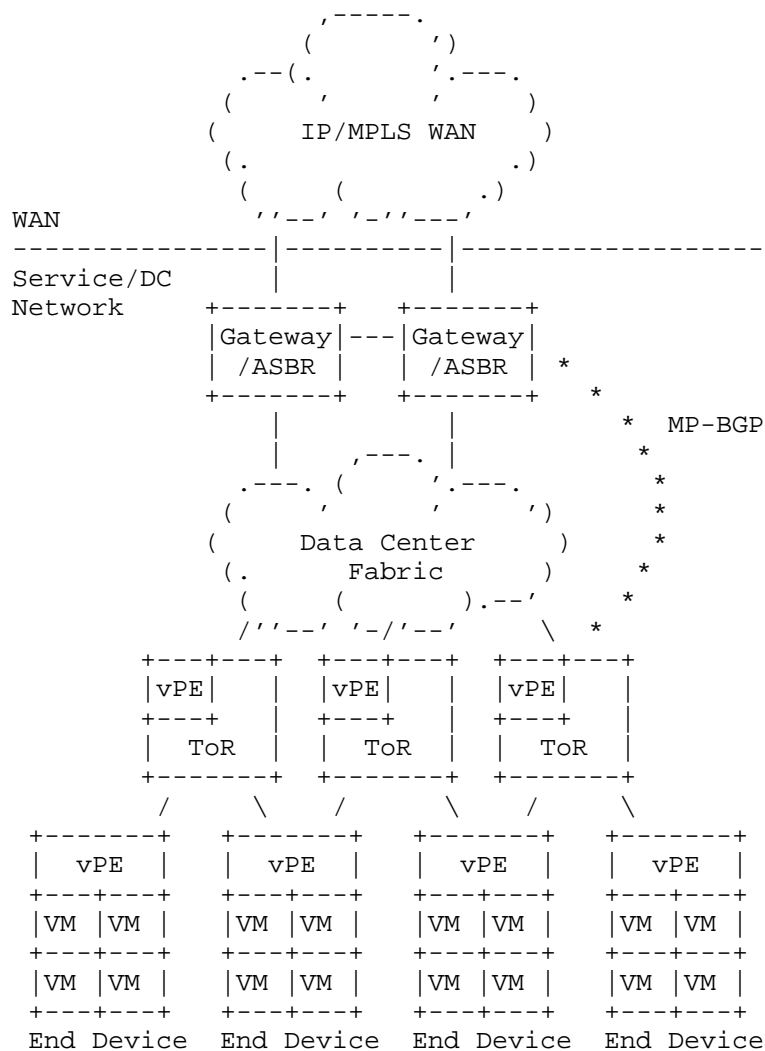 IP/MPLS WAN
WAN
Service/DC
Network
Gateway Gateway
/ASBR /ASBR
MP-BGP
Data Center
Fabric
vPE vPE vPE
ToR ToR ToR
vPE vPE vPE vPE
VM VM VM VM VM VM VM VM
VM VM VM VM VM VM VM VM
End Device End Device End Device End Device